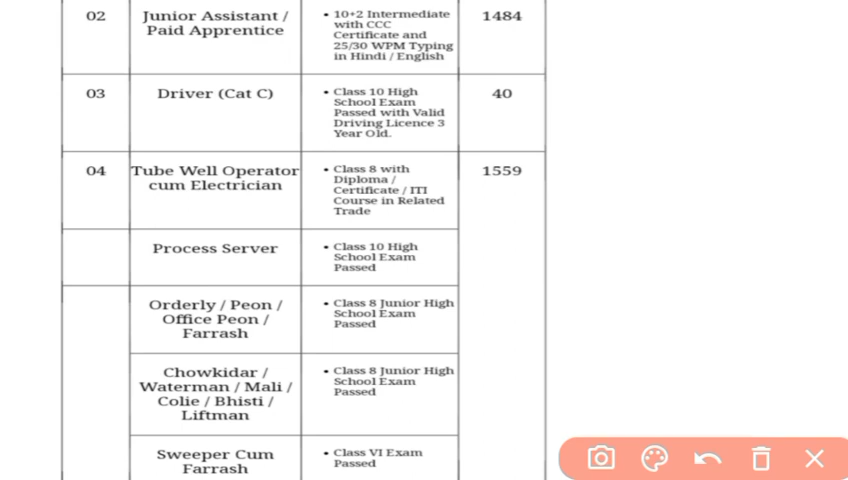 02
Junior Assistant /
Paid Apprentice
• 10+2 Intermediate
with CCC
Certificate and
25/30 WPM Typing
in Hindi / English
1484
03
Driver (Cat C)
• Class 10 High
School Exam
Passed with Valid
Driving Licence 3
Year Old.
40
04
Tube Well Operator
cum Electrician
• Class 8 with
Diploma /
Certificate / ITI
Course in Related
Trade
1559
Process Server
• Class 10 High
School Exam
Passed
Orderly / Peon /
Office Peon /
Farrash
• Class 8 Junior High
School Exam
Passed
Chowkidar /
Waterman / Mali /
Colie / Bhisti /
Liftman
• Class 8 Junior High
School Exam
Passed
Sweeper Cum
Farrash
• Class VI Exam
Passed